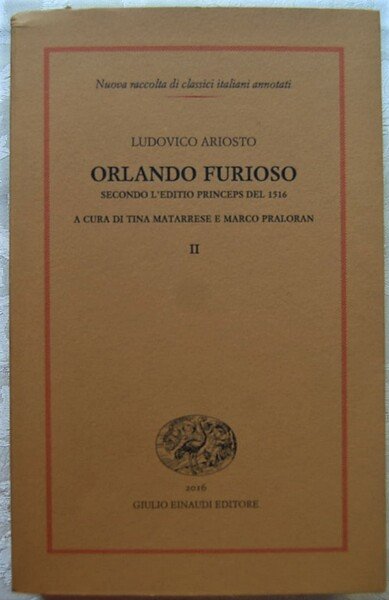 Nuova raccolta di classici italiani annotati
LUDOVICO ARIOSTO
ORLANDO FURIOSO
SECONDO L'EDITIO PRINCEPS DEL 1516
A CURA DI TINA MATARRESE E MARCO PRALORAN
II
2016
GIULIO EINAUDI EDITORE